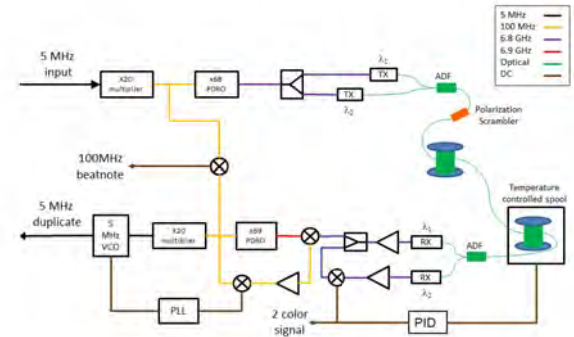 5 MHz
100 MHz
6.8 GHz
6.9 GHz
Optical
DC
5 MHz
input
X20
multiplier
x68
PDRO
λ1
TX
TX
λ2
ADF
Polarization
Scrambler
100MHz
beatnote
Temperature
controlled spool
5 MHz
duplicate
5
MHz
VCO
X20
multiplier
x69
PDRO
λ1
RX
RX
λ2
ADF
PLL
2 color
signal
PID